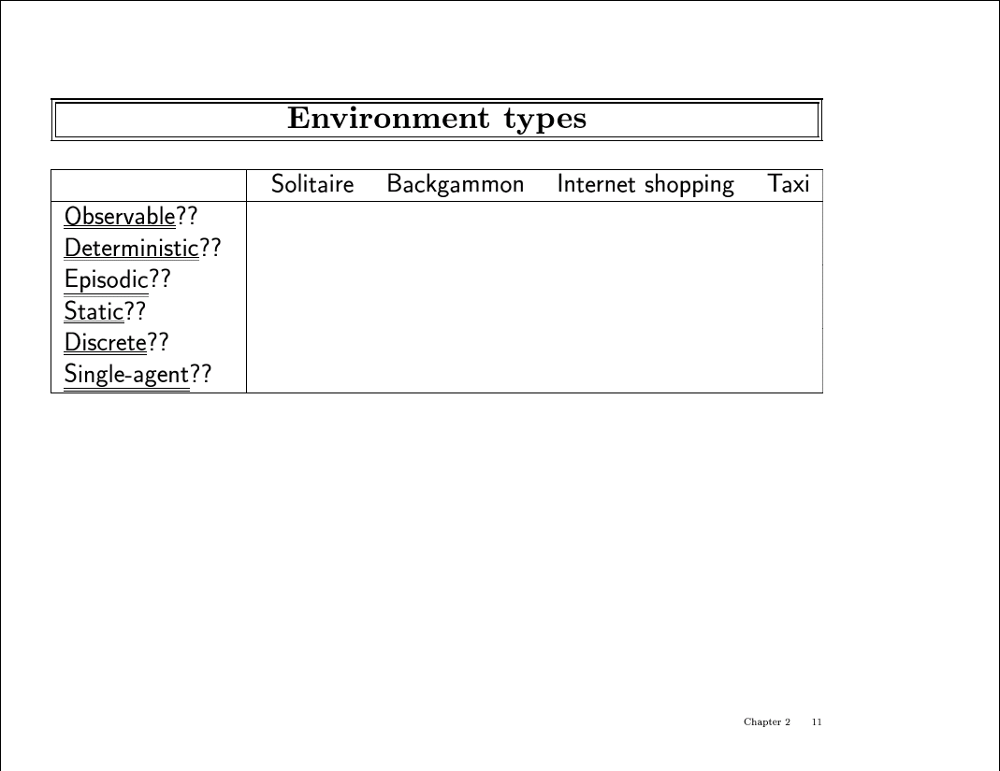 Environment types
Solitaire Backgammon Internet shopping Taxi
Observable??
Deterministic??
Episodic??
Static??
Discrete??
Single-agent??
Chapter 2 11